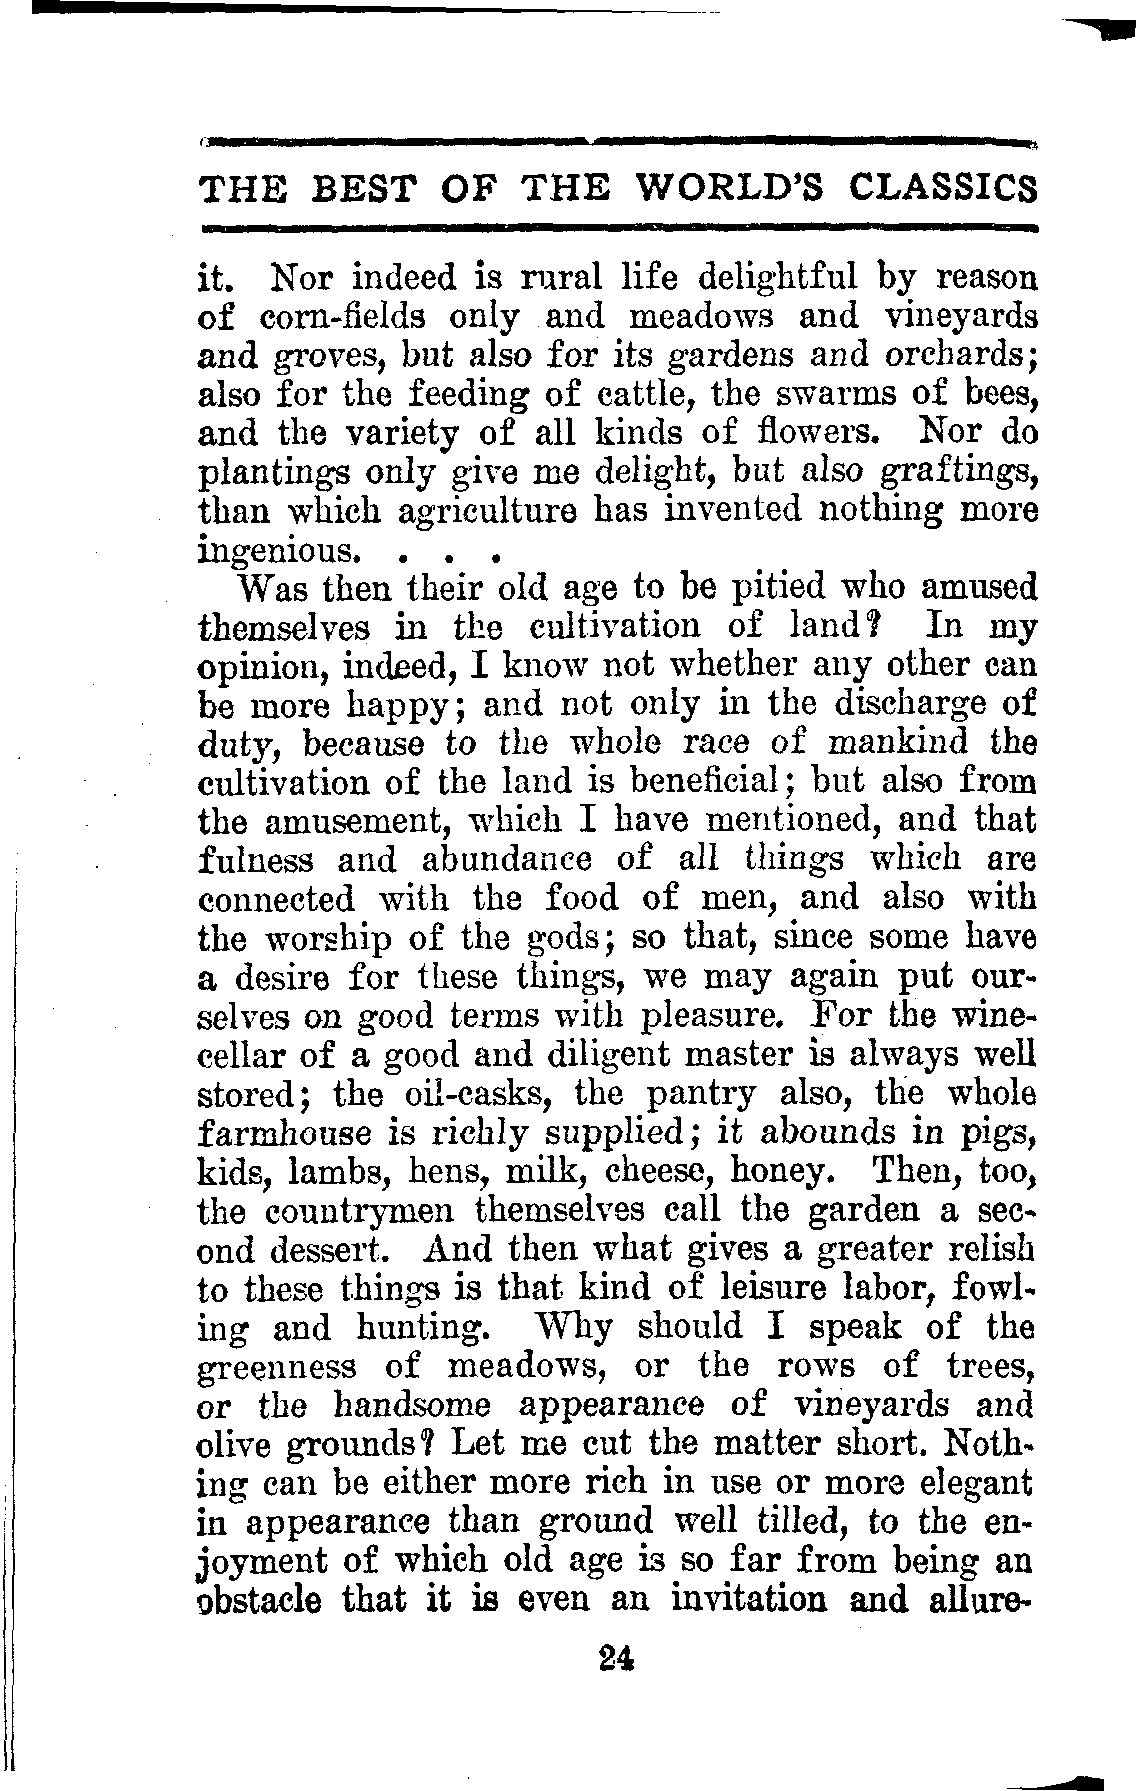 THE BEST OF THE WORLD'S CLASSICS
it. Nor indeed is rural life delightful by reason
of corn-fields only and meadows and vineyards
and groves, but also for its gardens and orchards;
also for the feeding of cattle, the swarms of bees,
and the variety of all kinds of flowers. Nor do
plantings only give me delight, but also graftings,
than which agriculture has invented nothing more
ingenious. . . .
Was then their old age to be pitied who amused
themselves in the cultivation of land? In my
opinion, indeed, I know not whether any other can
be more happy; and not only in the discharge of
duty, because to the whole race of mankind the
cultivation of the land is beneficial; but also from
the amusement, which I have mentioned, and that
fulness and abundance of all things which are
connected with the food of men, and also with
the worship of the gods; so that, since some have
a desire for these things, we may again put our-
selves on good terms with pleasure. For the wine-
cellar of a good and diligent master is always well
stored; the oil-casks, the pantry also, the whole
farmhouse is richly supplied; it abounds in pigs,
kids, lambs, hens, milk, cheese, honey. Then, too,
the countrymen themselves call the garden a sec-
ond dessert. And then what gives a greater relish
to these things is that kind of leisure labor, fowl-
ing and hunting. Why should I speak of the
greenness of meadows, or the rows of trees,
or the handsome appearance of vineyards and
olive grounds? Let me cut the matter short. Noth-
ing can be either more rich in use or more elegant
in appearance than ground well tilled, to the en-
joyment of which old age is so far from being an
obstacle that it is even an invitation and allure-
24